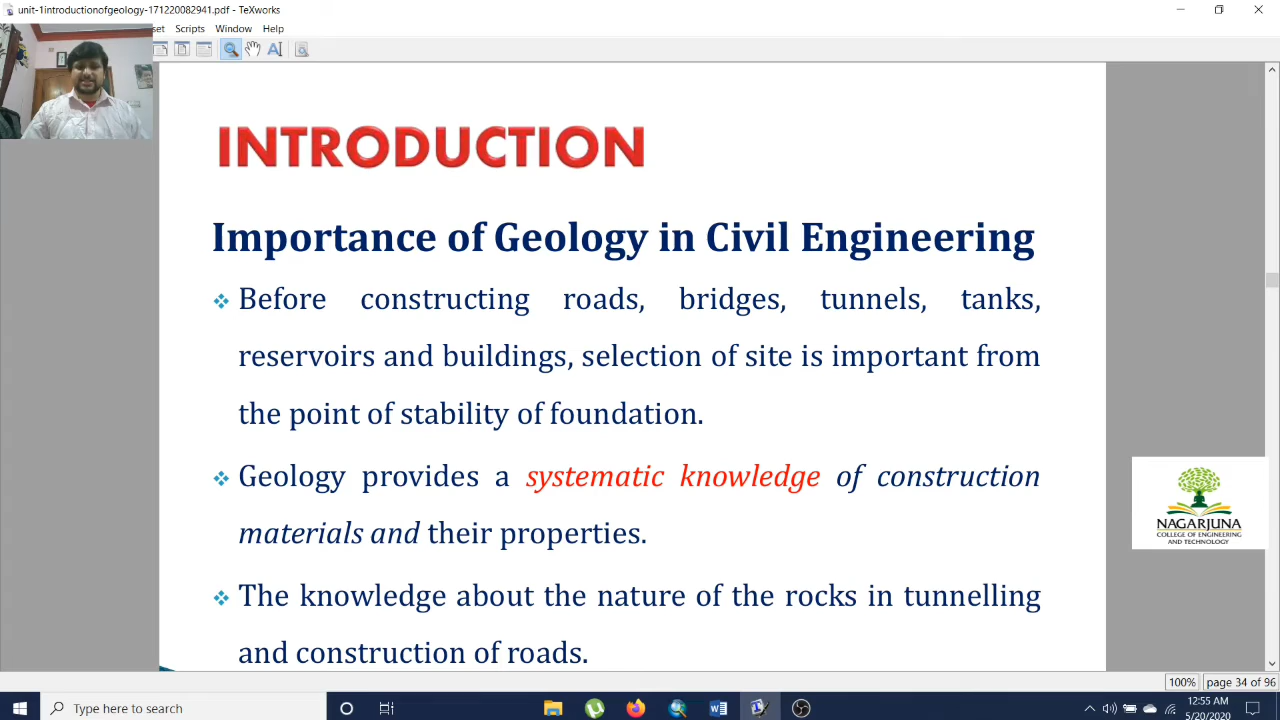 unit-1introductionofgeology-171220082941.pdf - TeXworks
set Scripts Window Help
INTRODUCTION
Importance of Geology in Civil Engineering
Before constructing roads, bridges, tunnels, tanks,
reservoirs and buildings, selection of site is important from
the point of stability of foundation.
Geology provides a systematic knowledge of construction
materials and their properties.
The knowledge about the nature of the rocks in tunnelling
and construction of roads.
NAGARJUNA
COLLEGE OF ENGINEERING
AND TECHNOLOGY
100% page 34 of 96
Type here to search
12:55 AM
5/20/2020